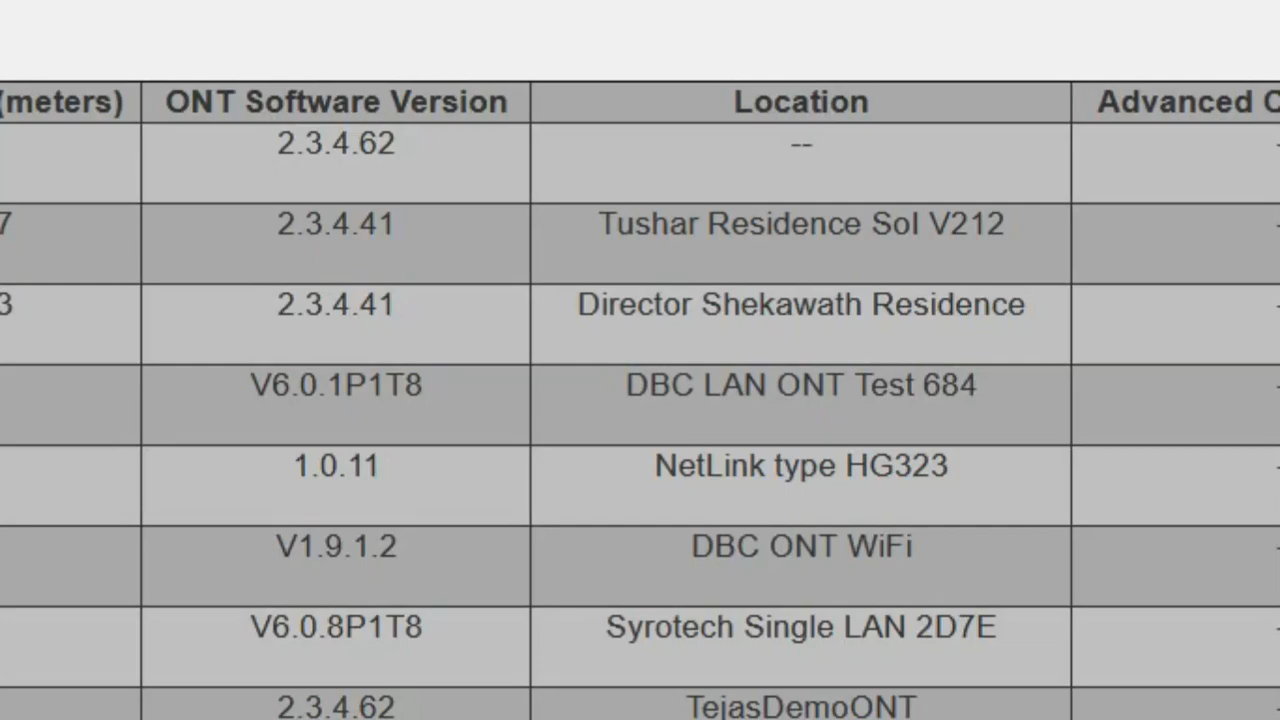 (meters) ONT Software Version Location Advanced
2.3.4.62 --
7 2.3.4.41 Tushar Residence Sol V212
3 2.3.4.41 Director Shekawath Residence
V6.0.1P1T8 DBC LAN ONT Test 684
1.0.11 NetLink type HG323
V1.9.1.2 DBC ONT WiFi
V6.0.8P1T8 Syrotech Single LAN 2D7E
2.3.4.62 TejasDemoONT